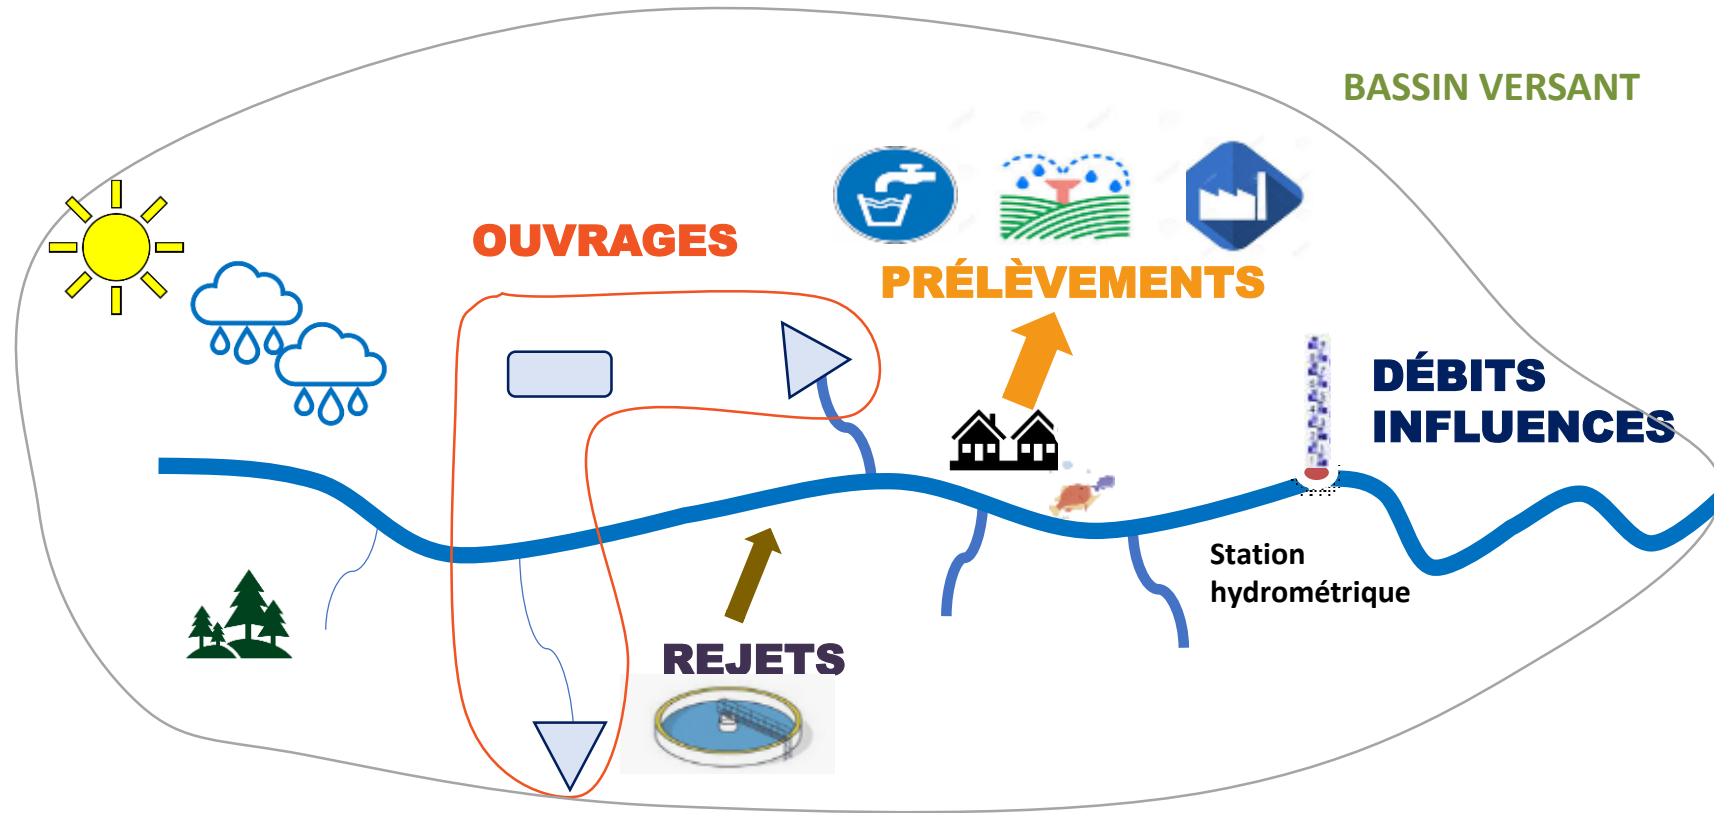 BASSIN VERSANT
OUVRAGES
PRÉLÈVEMENTS
DÉBITS
INFLUENCES
Station
hydrométrique
REJETS